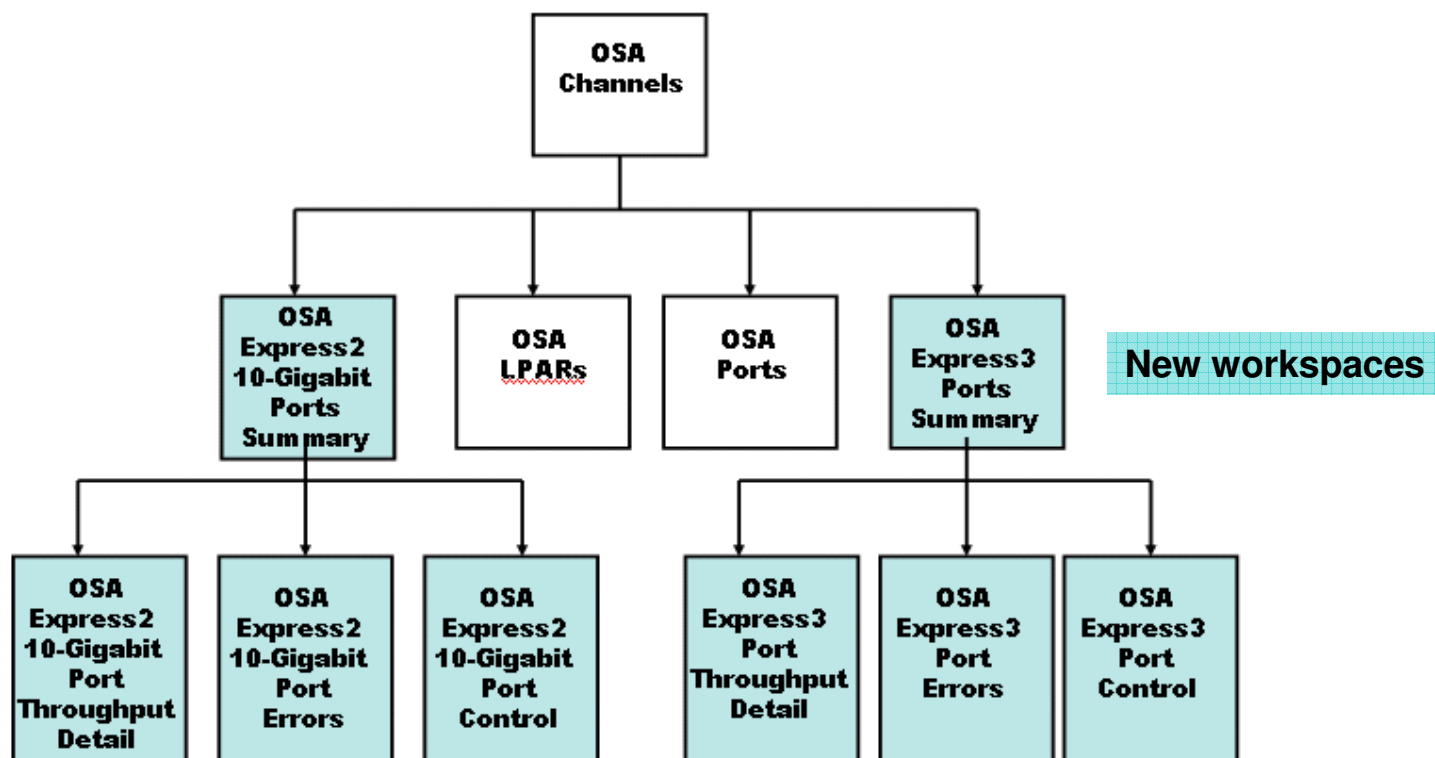 OSA
Channels
OSA
Express2
10-Gigabit
Ports
Summary
OSA
LPARs
OSA
Ports
OSA
Express3
Ports
Summary
New workspaces
OSA
Express2
10-Gigabit
Port
Throughput
Detail
OSA
Express2
10-Gigabit
Port
Errors
OSA
Express2
10-Gigabit
Port
Control
OSA
Express3
Port
Throughput
Detail
OSA
Express3
Port
Errors
OSA
Express3
Port
Control